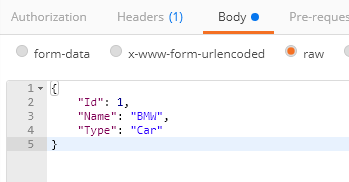 Authorization Headers (1) Body Pre-reques
form-data x-www-form-urlencoded raw
1 {
2 "Id": 1,
3 "Name": "BMW",
4 "Type": "Car"
5 }